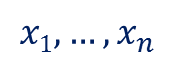 x₁, … , xₙ